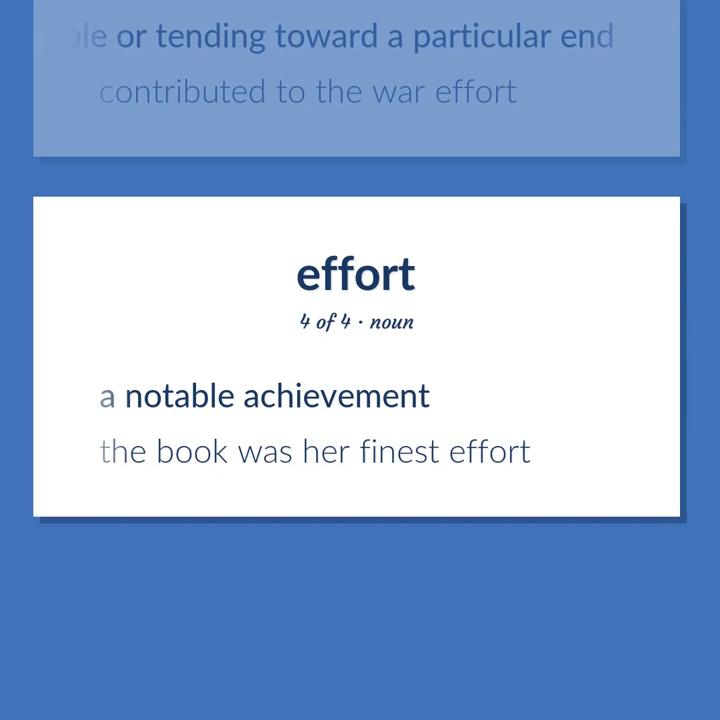 or tending toward a particular end
contributed to the war effort
effort
4 of 4 · noun
a notable achievement
the book was her finest effort